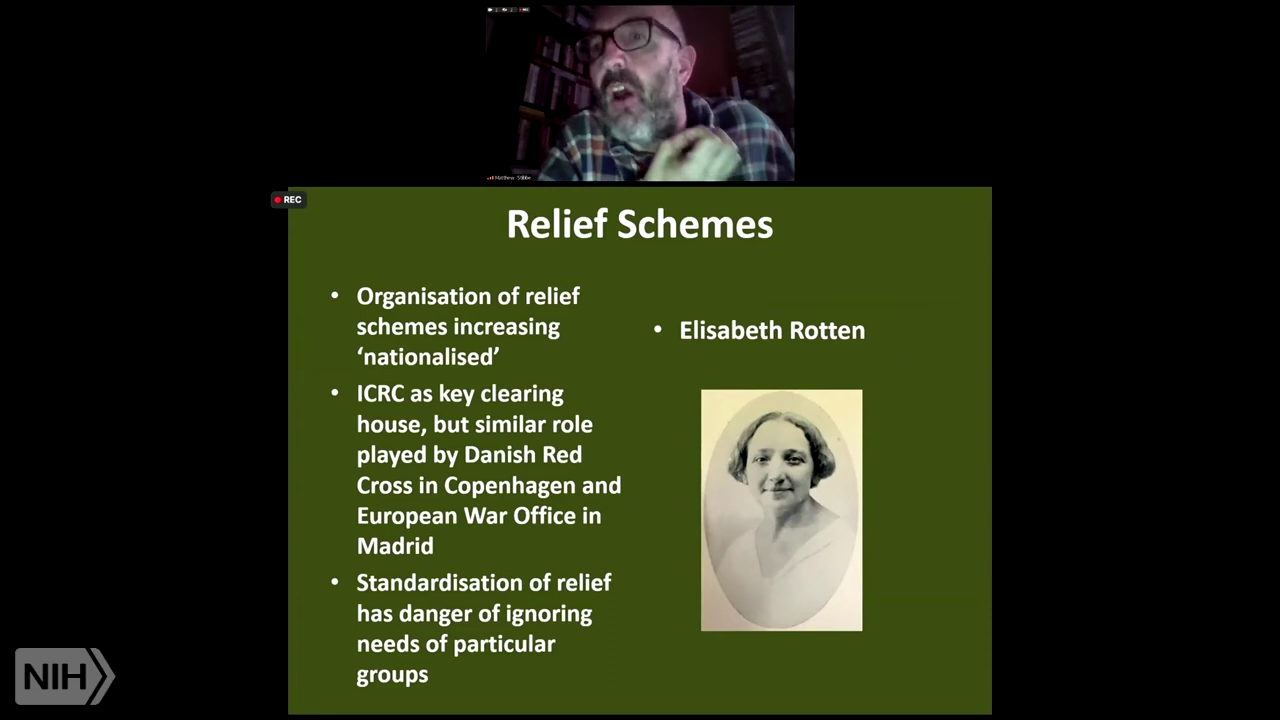 Matthew Stibbe
REC
Relief Schemes
• Organisation of relief
schemes increasing
‘nationalised’
• ICRC as key clearing
house, but similar role
played by Danish Red
Cross in Copenhagen and
European War Office in
Madrid
• Standardisation of relief
has danger of ignoring
needs of particular
groups
• Elisabeth Rotten
NIH